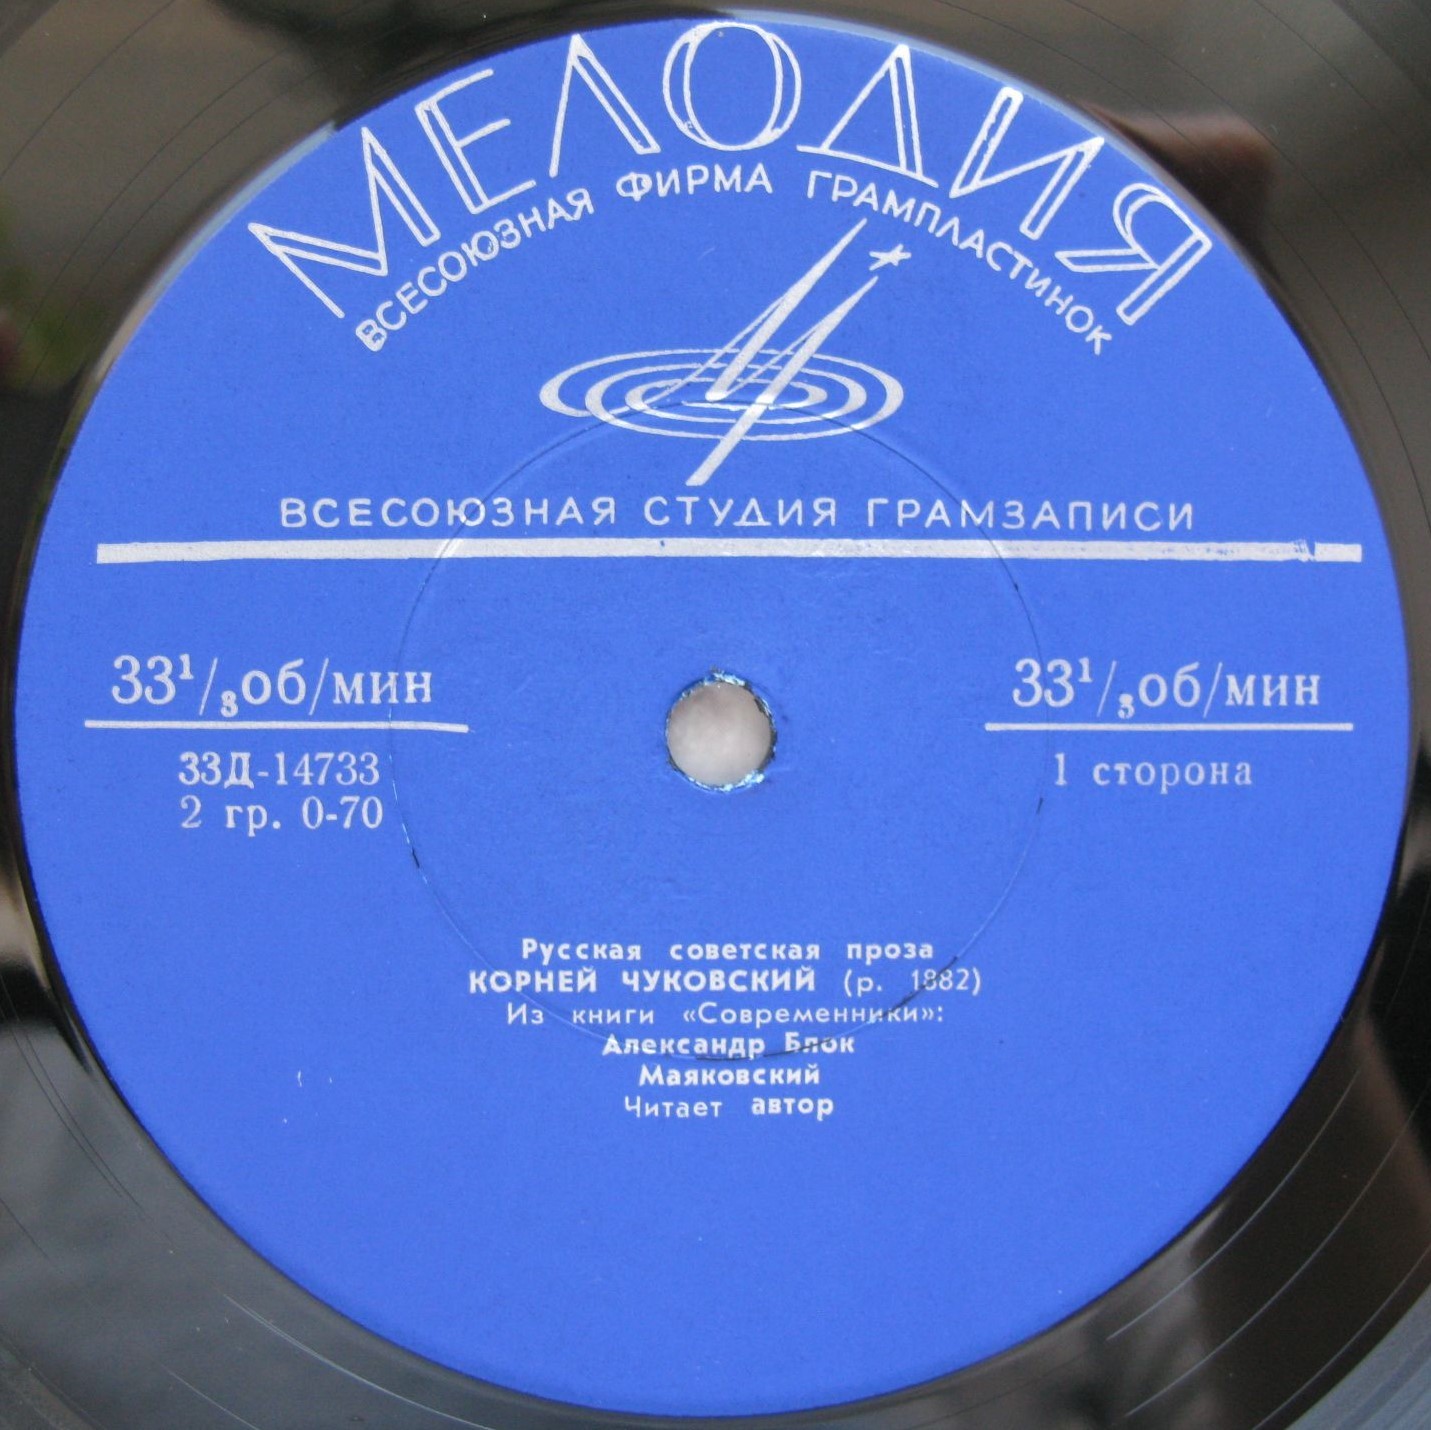 МЕЛОДИЯ
ВСЕСОЮЗНАЯ ФИРМА ГРАМПЛАСТИНОК
ВСЕСОЮЗНАЯ СТУДИЯ ГРАМЗАПИСИ
33¹/₃об/мин
33¹/₃об/мин
33Д-14733
1 сторона
2 гр. 0-70
Русская советская проза
КОРНЕЙ ЧУКОВСКИЙ (р. 1882)
Из книги «Современники»:
Александр Блок
Маяковский
Читает автор